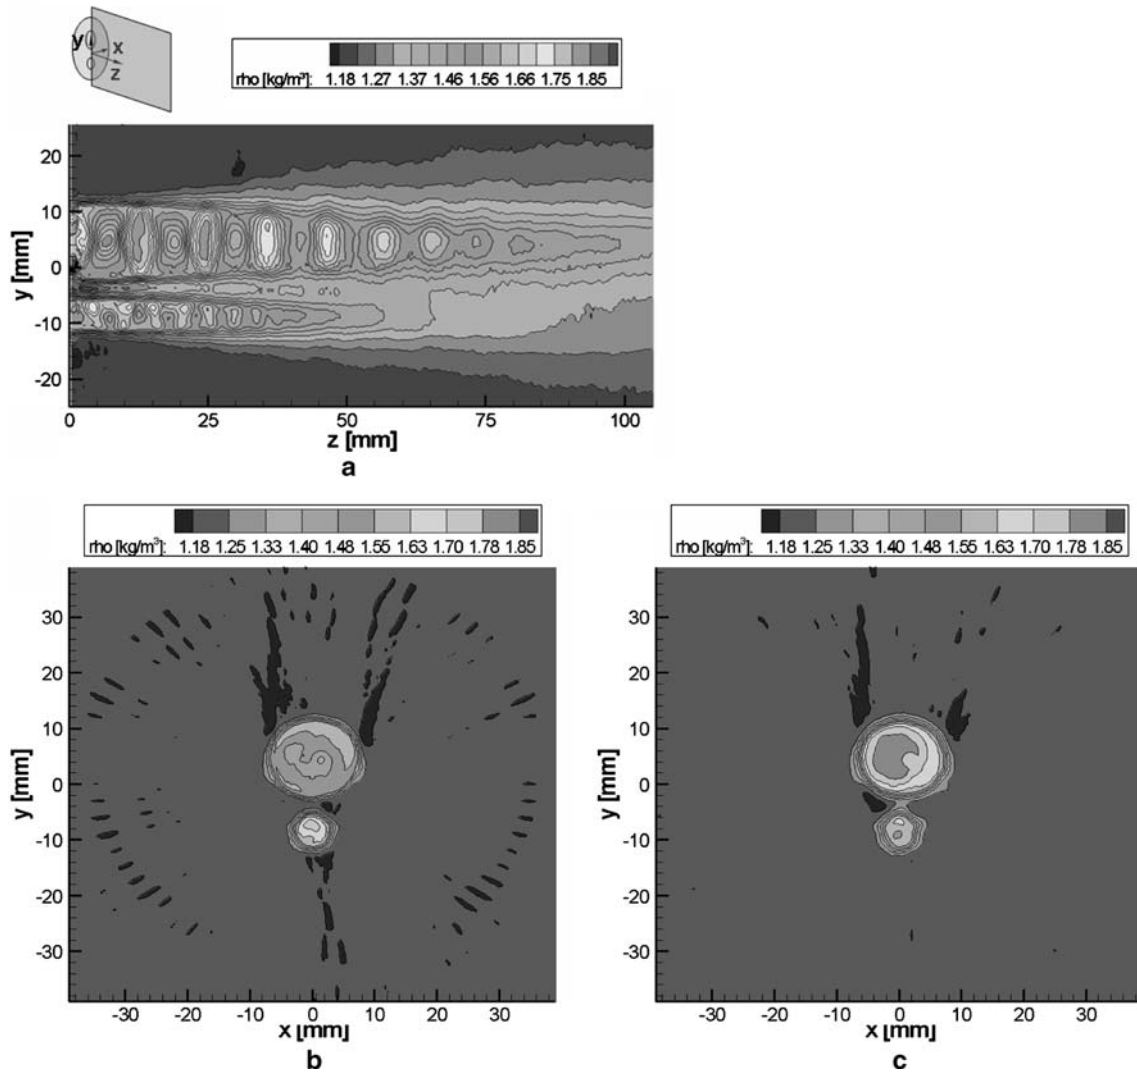 y
x
z
rho [kg/m³]: 1.18 1.27 1.37 1.46 1.56 1.66 1.75 1.85
y [mm]
20
10
0
-10
-20
0 25 50 75 100
z [mm]
a
rho [kg/m³]: 1.18 1.25 1.33 1.40 1.48 1.55 1.63 1.70 1.78 1.85
y [mm]
30
20
10
0
-10
-20
-30
-30 -20 -10 0 10 20 30
x [mm]
b
rho [kg/m³]: 1.18 1.25 1.33 1.40 1.48 1.55 1.63 1.70 1.78 1.85
y [mm]
30
20
10
0
-10
-20
-30
-30 -20 -10 0 10 20 30
x [mm]
c